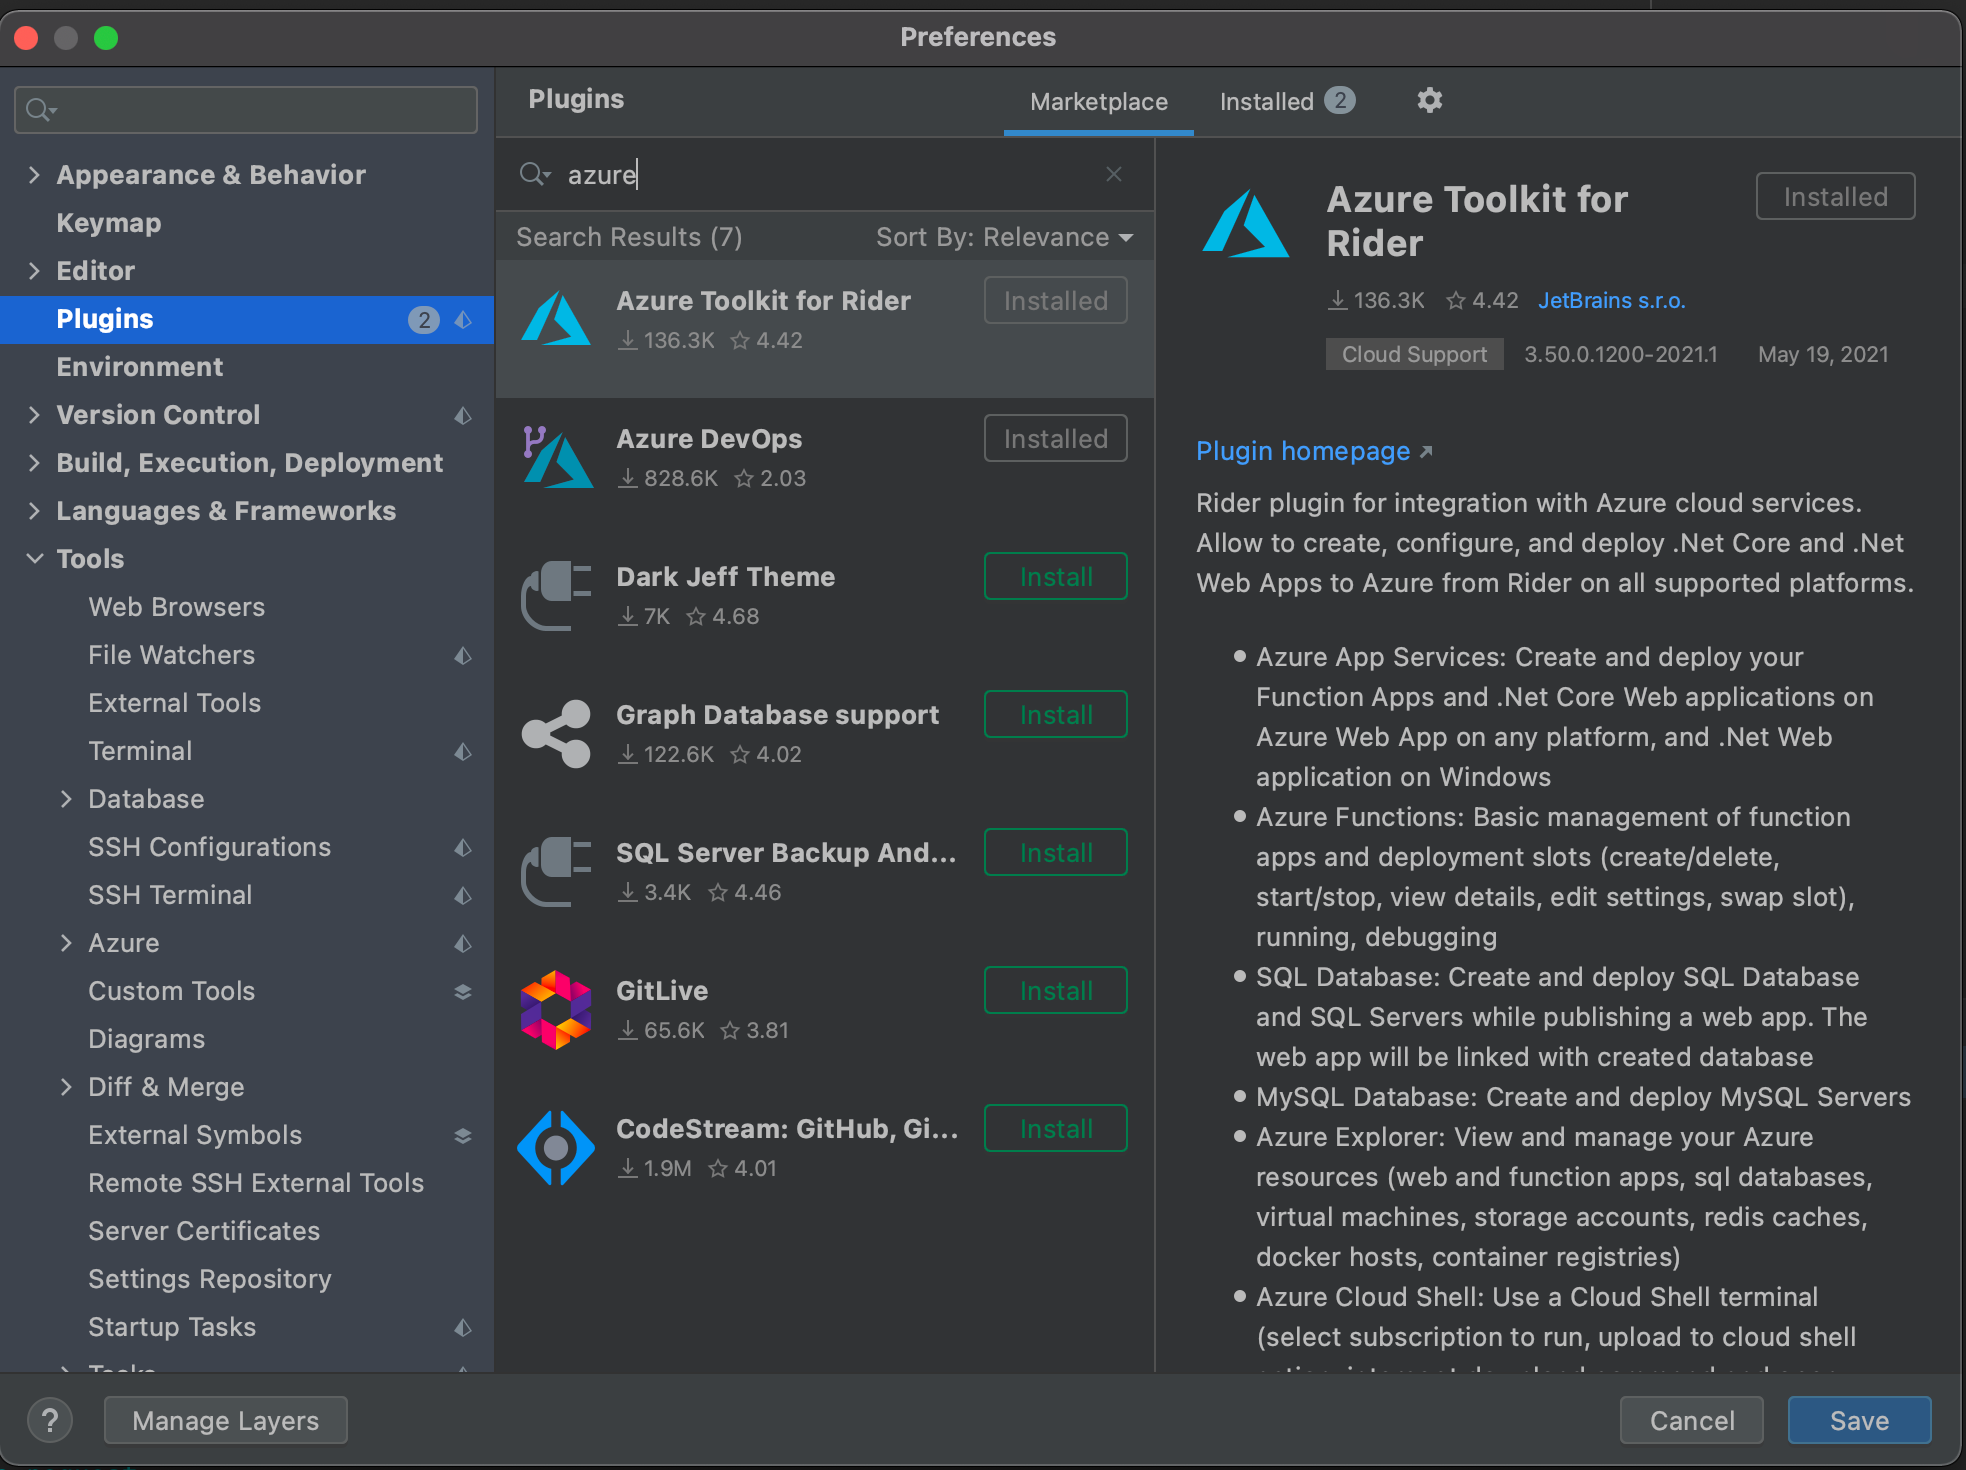 Preferences
Appearance & Behavior
Keymap
Editor
Plugins 2
Environment
Version Control
Build, Execution, Deployment
Languages & Frameworks
Tools
Web Browsers
File Watchers
External Tools
Terminal
Database
SSH Configurations
SSH Terminal
Azure
Custom Tools
Diagrams
Diff & Merge
External Symbols
Remote SSH External Tools
Server Certificates
Settings Repository
Startup Tasks
Tasks
Plugins
Marketplace
Installed 2
azure
Search Results (7)
Sort By: Relevance
Azure Toolkit for Rider
Installed
136.3K 4.42
Azure DevOps
Installed
828.6K 2.03
Dark Jeff Theme
Install
7K 4.68
Graph Database support
Install
122.6K 4.02
SQL Server Backup And...
Install
3.4K 4.46
GitLive
Install
65.6K 3.81
CodeStream: GitHub, Gi...
Install
1.9M 4.01
Azure Toolkit for
Rider
Installed
136.3K 4.42 JetBrains s.r.o.
Cloud Support 3.50.0.1200-2021.1 May 19, 2021
Plugin homepage
Rider plugin for integration with Azure cloud services.
Allow to create, configure, and deploy .Net Core and .Net
Web Apps to Azure from Rider on all supported platforms.
Azure App Services: Create and deploy your
Function Apps and .Net Core Web applications on
Azure Web App on any platform, and .Net Web
application on Windows
Azure Functions: Basic management of function
apps and deployment slots (create/delete,
start/stop, view details, edit settings, swap slot),
running, debugging
SQL Database: Create and deploy SQL Database
and SQL Servers while publishing a web app. The
web app will be linked with created database
MySQL Database: Create and deploy MySQL Servers
Azure Explorer: View and manage your Azure
resources (web and function apps, sql databases,
virtual machines, storage accounts, redis caches,
docker hosts, container registries)
Azure Cloud Shell: Use a Cloud Shell terminal
(select subscription to run, upload to cloud shell
?
Manage Layers
Cancel
Save